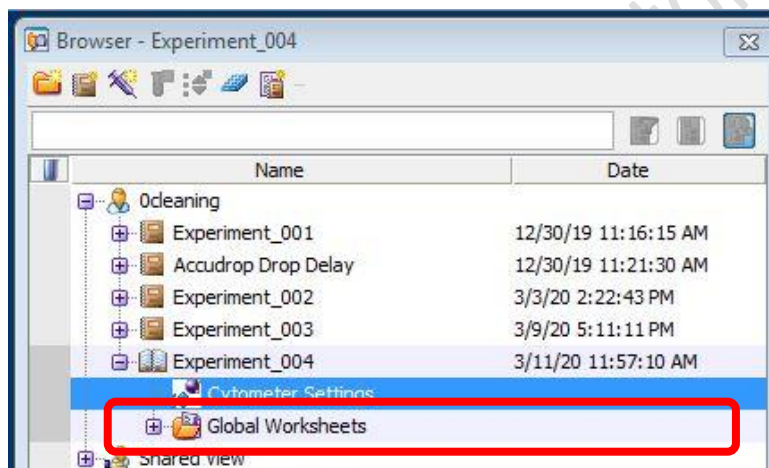 Browser - Experiment_004
Name Date
0cleaning
Experiment_001 12/30/19 11:16:15 AM
Accudrop Drop Delay 12/30/19 11:21:30 AM
Experiment_002 3/3/20 2:22:43 PM
Experiment_003 3/9/20 5:11:11 PM
Experiment_004 3/11/20 11:57:10 AM
Cytometer Settings
Global Worksheets
Shared View